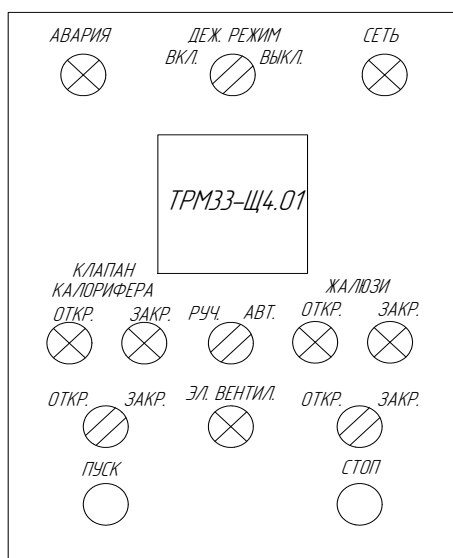 АВАРИЯ ДЕЖ. РЕЖИМ СЕТЬ
ВКЛ. ВЫКЛ.
ТРМ33-Щ4.01
КЛАПАН
КАЛОРИФЕРА ЖАЛЮЗИ
ОТКР. ЗАКР. РУЧ. АВТ. ОТКР. ЗАКР.
ОТКР. ЗАКР. ЭЛ. ВЕНТИЛ. ОТКР. ЗАКР.
ПУСК СТОП